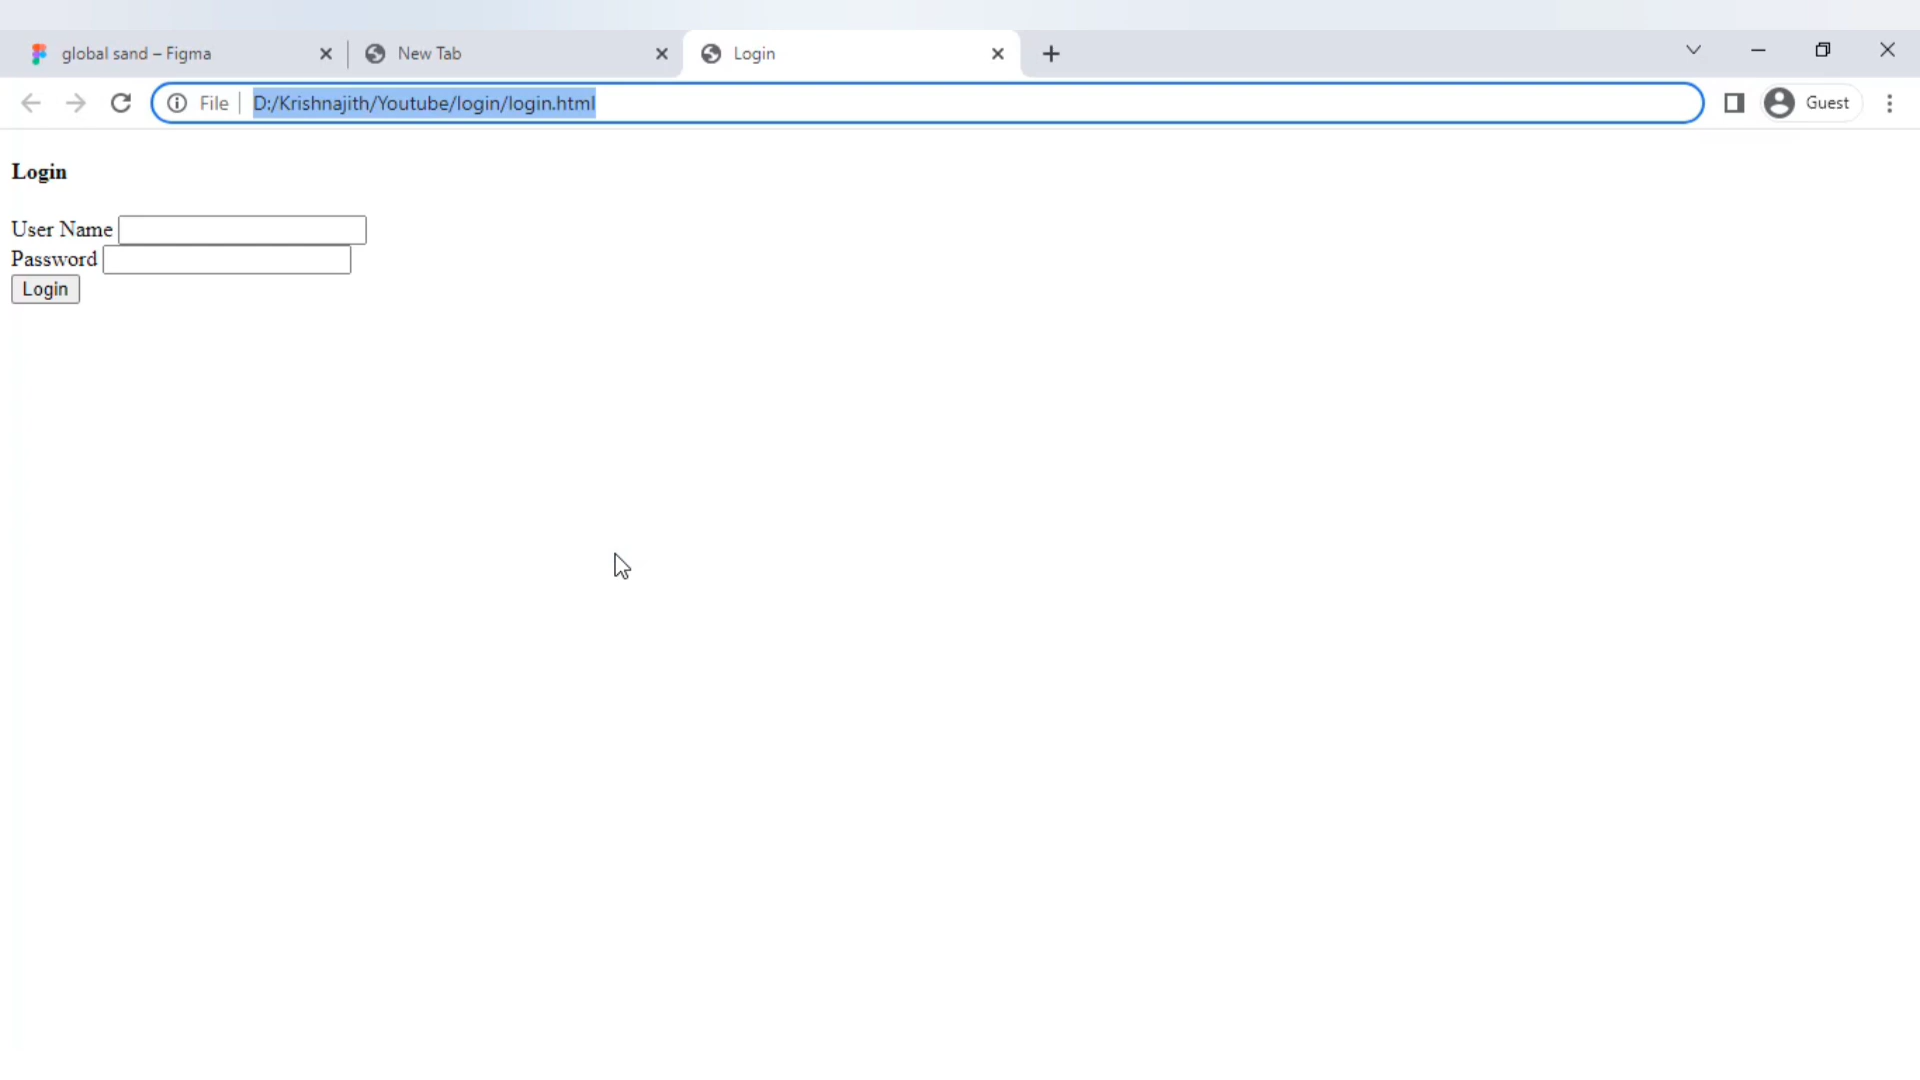 global sand – Figma
New Tab
Login
File
D:/Krishnajith/Youtube/login/login.html
Guest
Login
User Name
Password
Login